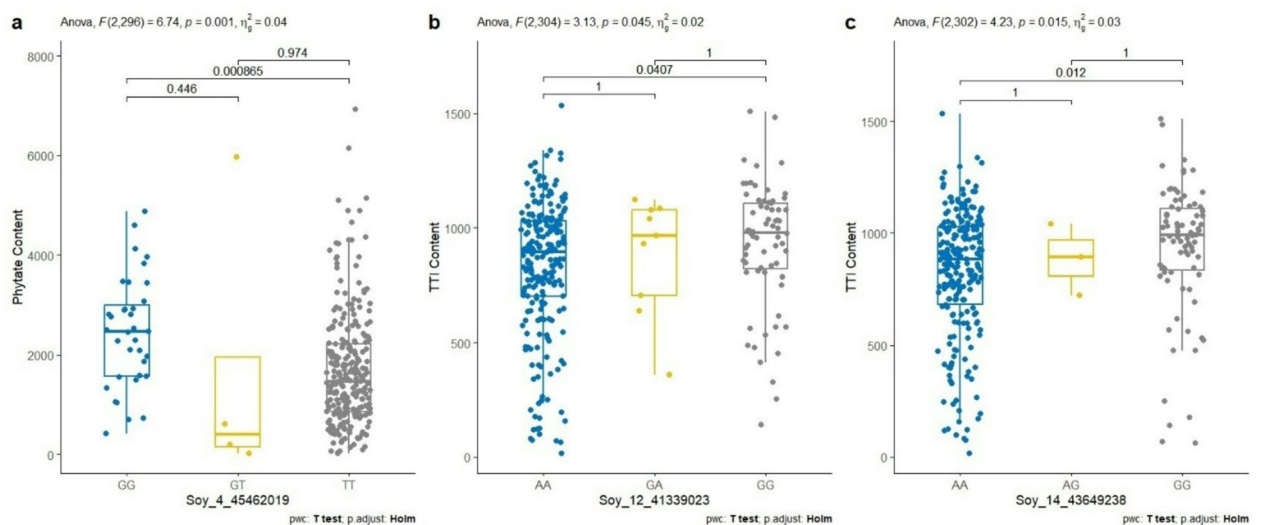 a
Anova, F(2,296) = 6.74, p = 0.001, η²g = 0.04
0.974
0.000865
0.446
8000
6000
4000
2000
0
Phytate Content
GG GT TT
Soy_4_45462019
pwc: T test; p.adjust: Holm
b
Anova, F(2,304) = 3.13, p = 0.045, η²g = 0.02
1
0.0407
1
1500
1000
500
0
TTI Content
AA GA GG
Soy_12_41339023
pwc: T test; p.adjust: Holm
c
Anova, F(2,302) = 4.23, p = 0.015, η²g = 0.03
1
0.012
1
1500
1000
500
0
TTI Content
AA AG GG
Soy_14_43649238
pwc: T test; p.adjust: Holm